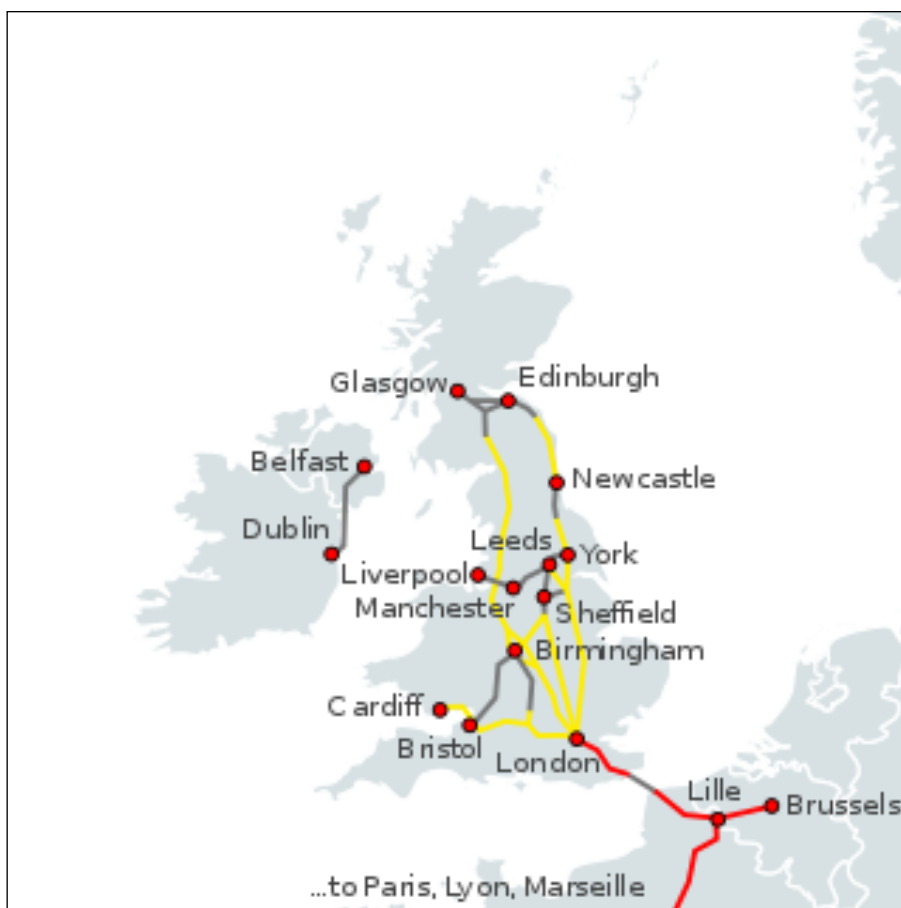 Edinburgh
Glasgow
Belfast
Newcastle
Dublin
Leeds
York
Liverpool
Manchester
Sheffield
Birmingham
Cardiff
Bristol
London
Lille
Brussels
...to Paris, Lyon, Marseille